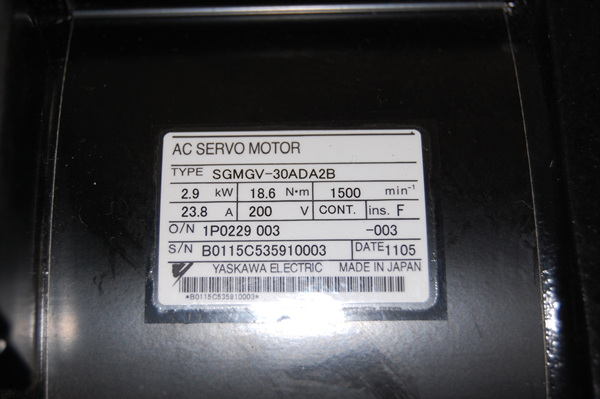 AC SERVO MOTOR
TYPE SGMGV-30ADA2B
2.9 kW 18.6 N·m 1500 min⁻¹
23.8 A 200 V CONT. ins. F
O/N 1P0229 003 -003
S/N B0115C535910003 DATE 1105
YASKAWA ELECTRIC MADE IN JAPAN
*B0115C535910003*